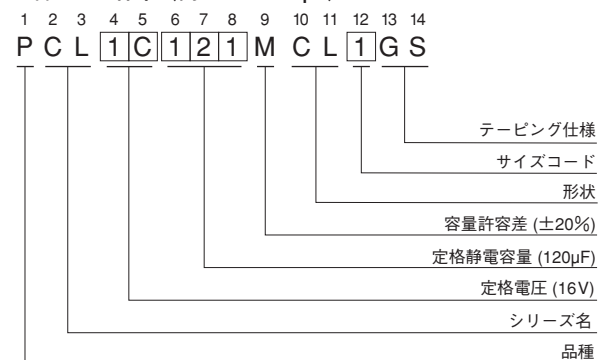 1 2 3 4 5 6 7 8 9 10 11 12 13 14
P C L 1 C 1 2 1 M C L 1 G S
テーピング仕様
サイズコード
形状
容量許容差 (±20%)
定格静電容量 (120µF)
定格電圧 (16V)
シリーズ名
品種